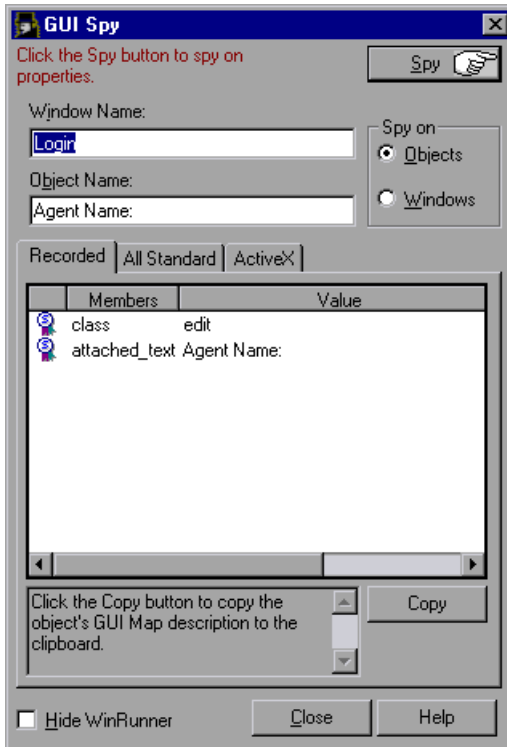 GUI Spy
Click the Spy button to spy on
properties.
Spy
Window Name:
Login
Spy on
Objects
Object Name:
Agent Name:
Windows
Recorded All Standard ActiveX
Members Value
class edit
attached_text Agent Name:
Click the Copy button to copy the
object's GUI Map description to the
clipboard.
Copy
Hide WinRunner
Close
Help